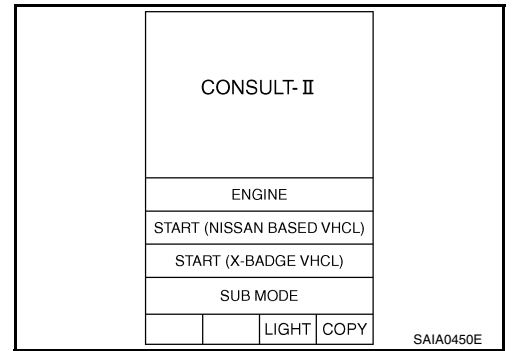 CONSULT-II
ENGINE
START (NISSAN BASED VHCL)
START (X-BADGE VHCL)
SUB MODE
LIGHT COPY
SAIA0450E